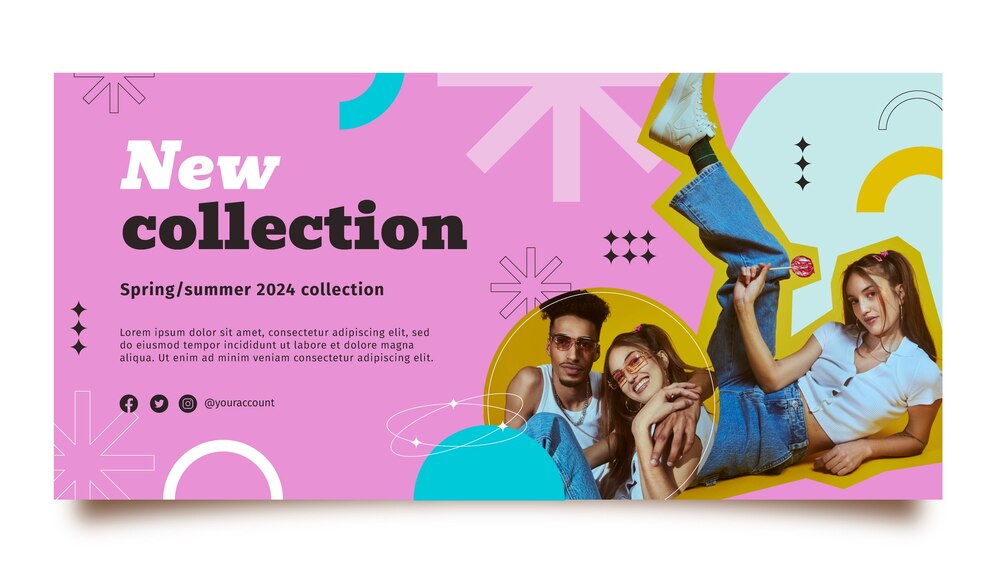 New
collection
Spring/summer 2024 collection
Lorem ipsum dolor sit amet, consectetur adipiscing elit, sed
do eiusmod tempor incididunt ut labore et dolore magna
aliqua. Ut enim ad minim veniam consectetur adipiscing elit.
@youraccount